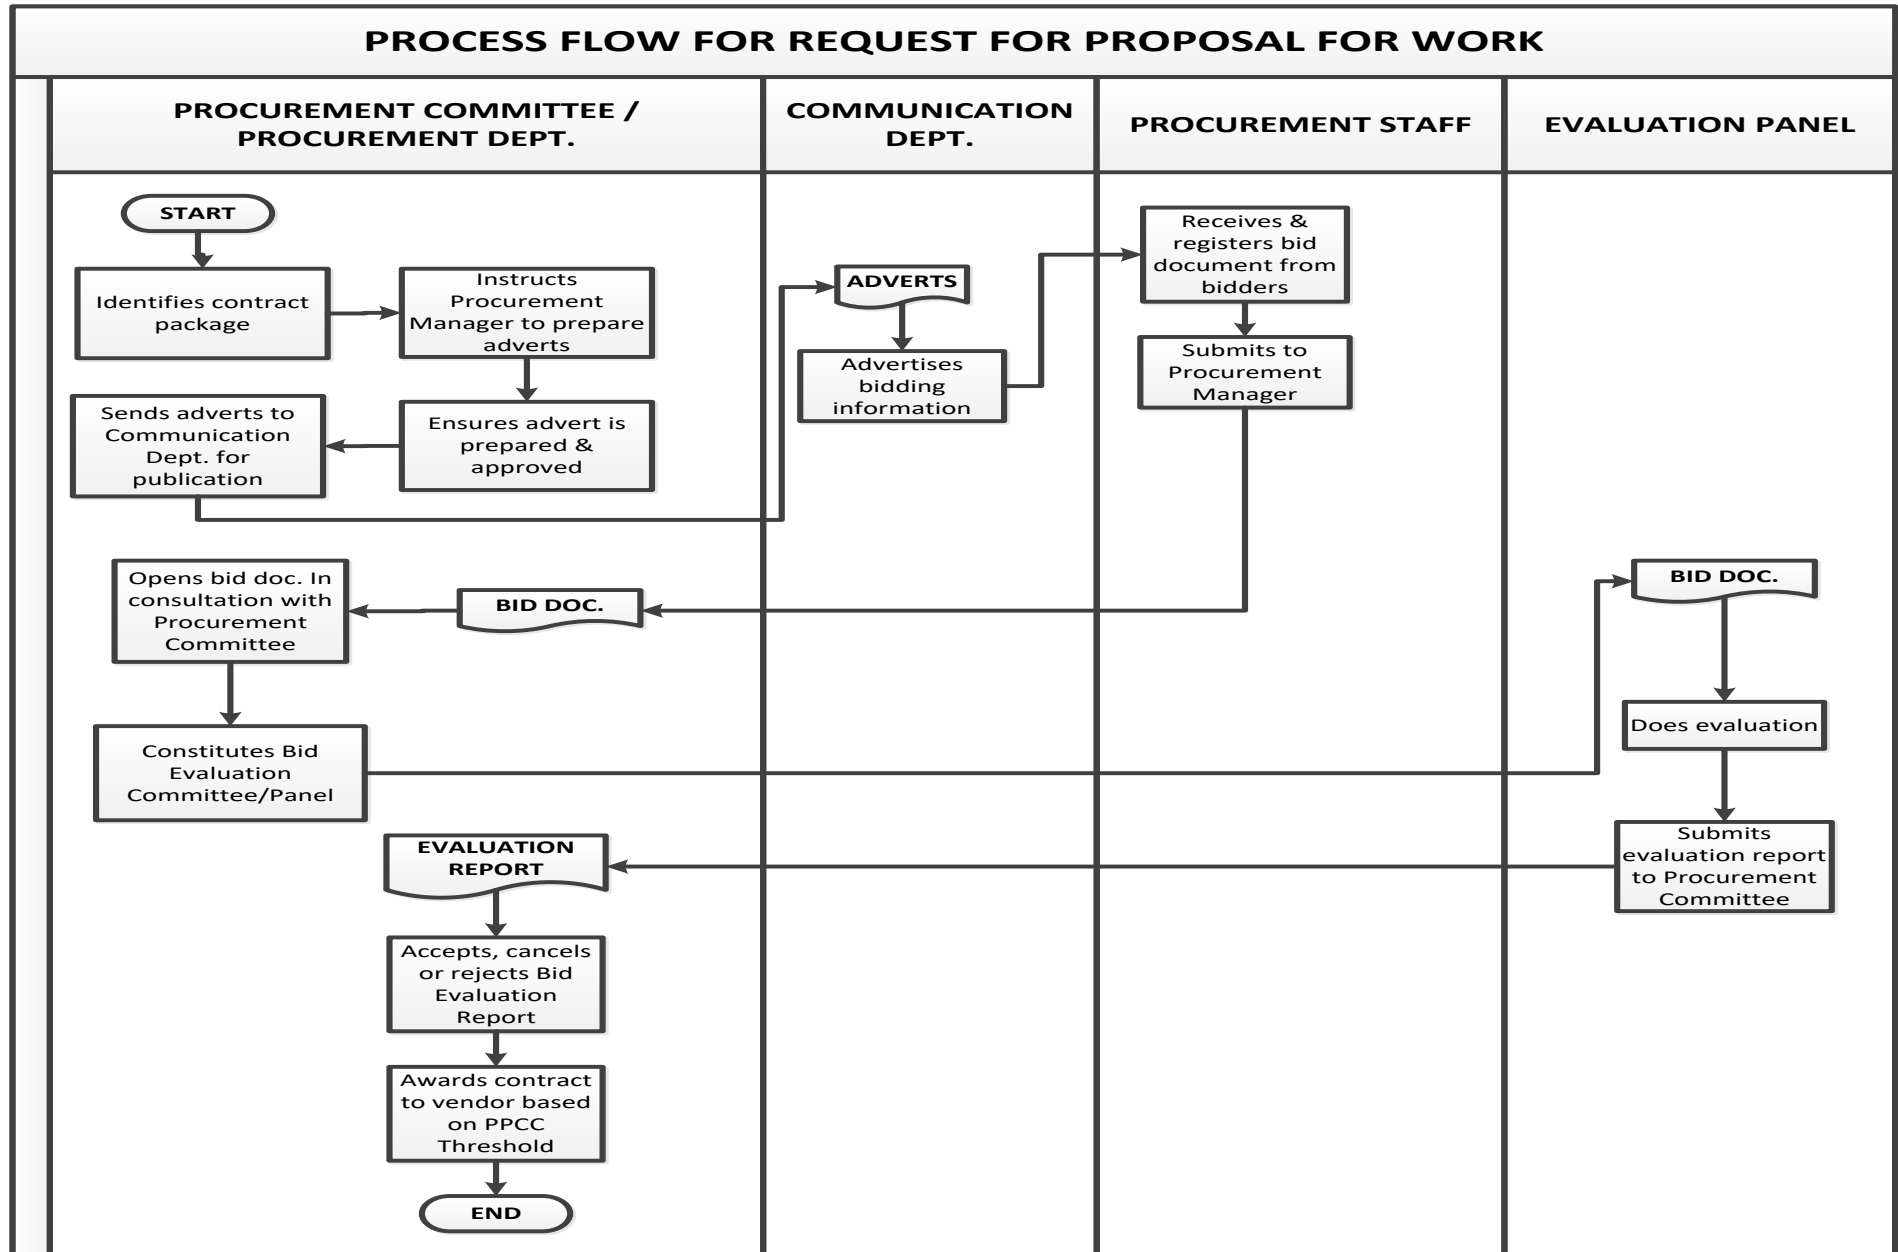 PROCESS FLOW FOR REQUEST FOR PROPOSAL FOR WORK
PROCUREMENT COMMITTEE /
PROCUREMENT DEPT.
COMMUNICATION
DEPT.
PROCUREMENT STAFF
EVALUATION PANEL
START
Identifies contract
package
Instructs
Procurement
Manager to prepare
adverts
Ensures advert is
prepared &
approved
Sends adverts to
Communication
Dept. for
publication
ADVERTS
Advertises
bidding
information
Receives &
registers bid
document from
bidders
Submits to
Procurement
Manager
BID DOC.
Opens bid doc. In
consultation with
Procurement
Committee
Constitutes Bid
Evaluation
Committee/Panel
BID DOC.
Does evaluation
Submits
evaluation report
to Procurement
Committee
EVALUATION
REPORT
Accepts, cancels
or rejects Bid
Evaluation
Report
Awards contract
to vendor based
on PPCC
Threshold
END